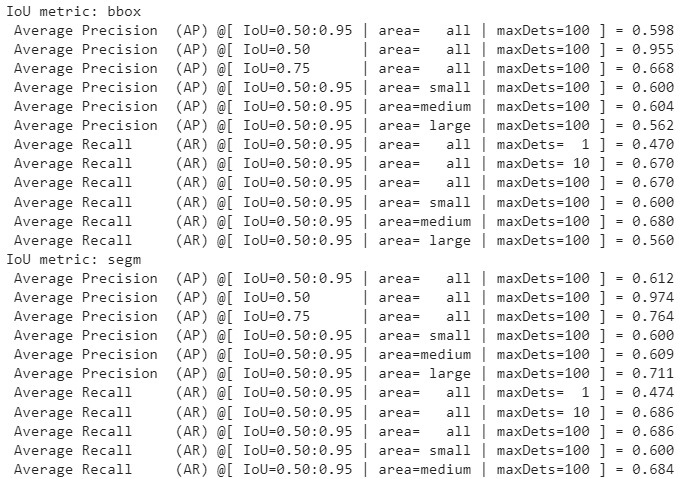 IoU metric: bbox
 Average Precision  (AP) @[ IoU=0.50:0.95 | area=   all | maxDets=100 ] = 0.598
 Average Precision  (AP) @[ IoU=0.50      | area=   all | maxDets=100 ] = 0.955
 Average Precision  (AP) @[ IoU=0.75      | area=   all | maxDets=100 ] = 0.668
 Average Precision  (AP) @[ IoU=0.50:0.95 | area= small | maxDets=100 ] = 0.600
 Average Precision  (AP) @[ IoU=0.50:0.95 | area=medium | maxDets=100 ] = 0.604
 Average Precision  (AP) @[ IoU=0.50:0.95 | area= large | maxDets=100 ] = 0.562
 Average Recall     (AR) @[ IoU=0.50:0.95 | area=   all | maxDets=  1 ] = 0.470
 Average Recall     (AR) @[ IoU=0.50:0.95 | area=   all | maxDets= 10 ] = 0.670
 Average Recall     (AR) @[ IoU=0.50:0.95 | area=   all | maxDets=100 ] = 0.670
 Average Recall     (AR) @[ IoU=0.50:0.95 | area= small | maxDets=100 ] = 0.600
 Average Recall     (AR) @[ IoU=0.50:0.95 | area=medium | maxDets=100 ] = 0.680
 Average Recall     (AR) @[ IoU=0.50:0.95 | area= large | maxDets=100 ] = 0.560
IoU metric: segm
 Average Precision  (AP) @[ IoU=0.50:0.95 | area=   all | maxDets=100 ] = 0.612
 Average Precision  (AP) @[ IoU=0.50      | area=   all | maxDets=100 ] = 0.974
 Average Precision  (AP) @[ IoU=0.75      | area=   all | maxDets=100 ] = 0.764
 Average Precision  (AP) @[ IoU=0.50:0.95 | area= small | maxDets=100 ] = 0.600
 Average Precision  (AP) @[ IoU=0.50:0.95 | area=medium | maxDets=100 ] = 0.609
 Average Precision  (AP) @[ IoU=0.50:0.95 | area= large | maxDets=100 ] = 0.711
 Average Recall     (AR) @[ IoU=0.50:0.95 | area=   all | maxDets=  1 ] = 0.474
 Average Recall     (AR) @[ IoU=0.50:0.95 | area=   all | maxDets= 10 ] = 0.686
 Average Recall     (AR) @[ IoU=0.50:0.95 | area=   all | maxDets=100 ] = 0.686
 Average Recall     (AR) @[ IoU=0.50:0.95 | area= small | maxDets=100 ] = 0.600
 Average Recall     (AR) @[ IoU=0.50:0.95 | area=medium | maxDets=100 ] = 0.684